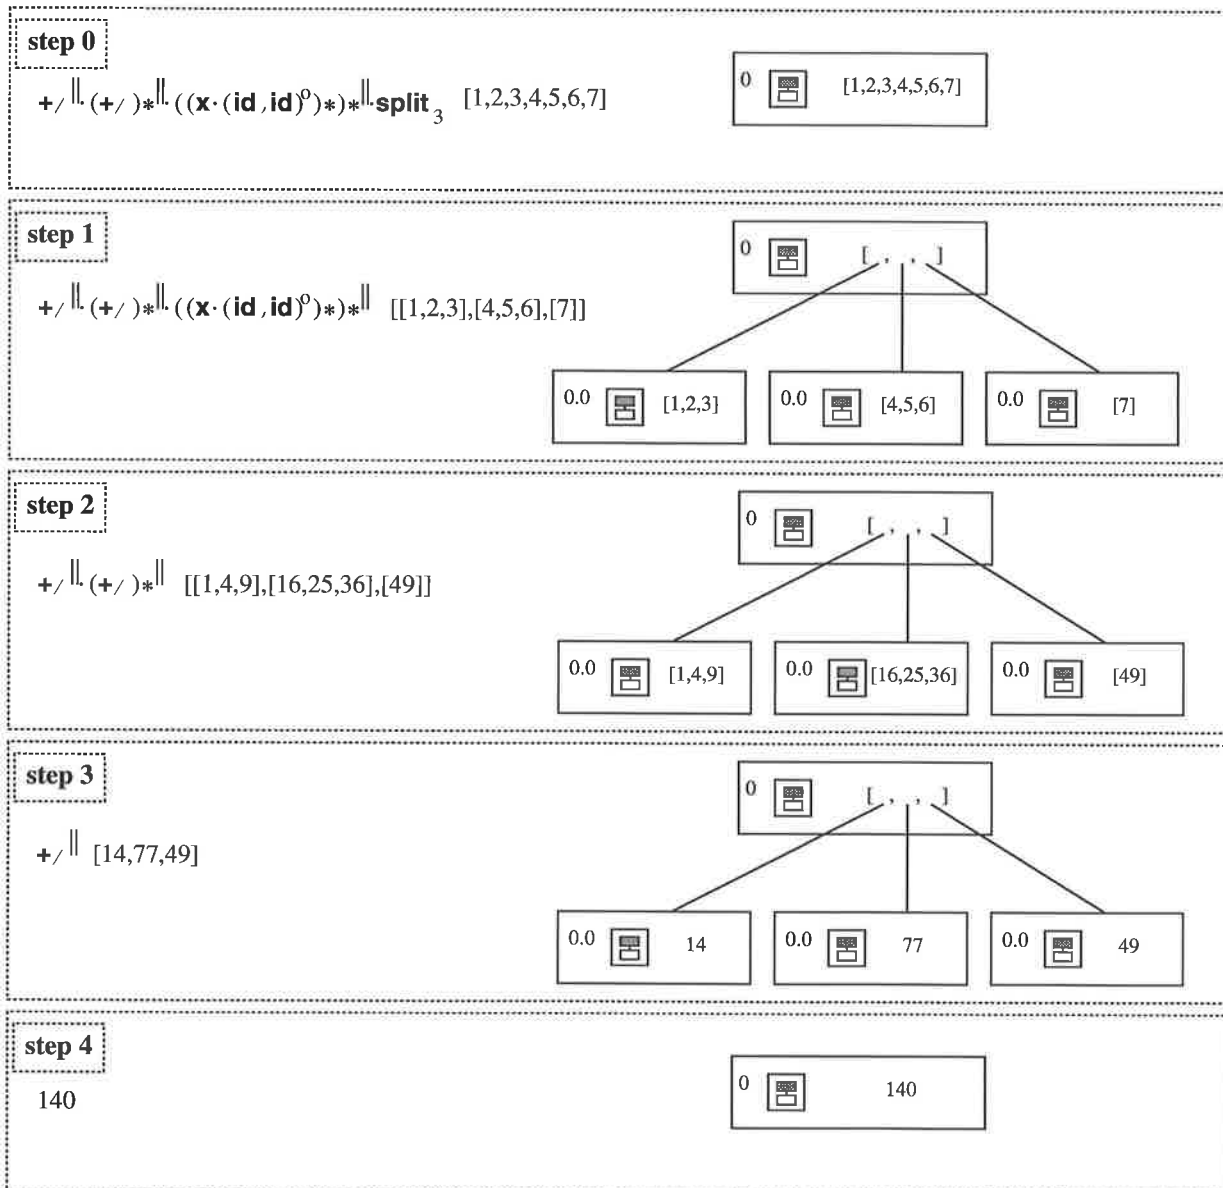 step 0
+/ ||· (+/ )*||· ((x·(id,id)°)*)*||·split₃ [1,2,3,4,5,6,7]
0 [1,2,3,4,5,6,7]
step 1
+/ ||· (+/ )*||· ((x·(id,id)°)*)*|| [[1,2,3],[4,5,6],[7]]
0 [ , , ]
0.0 [1,2,3] 0.0 [4,5,6] 0.0 [7]
step 2
+/ ||· (+/ )*|| [[1,4,9],[16,25,36],[49]]
0 [ , , ]
0.0 [1,4,9] 0.0 [16,25,36] 0.0 [49]
step 3
+/ || [14,77,49]
0 [ , , ]
0.0 14 0.0 77 0.0 49
step 4
140
0 140